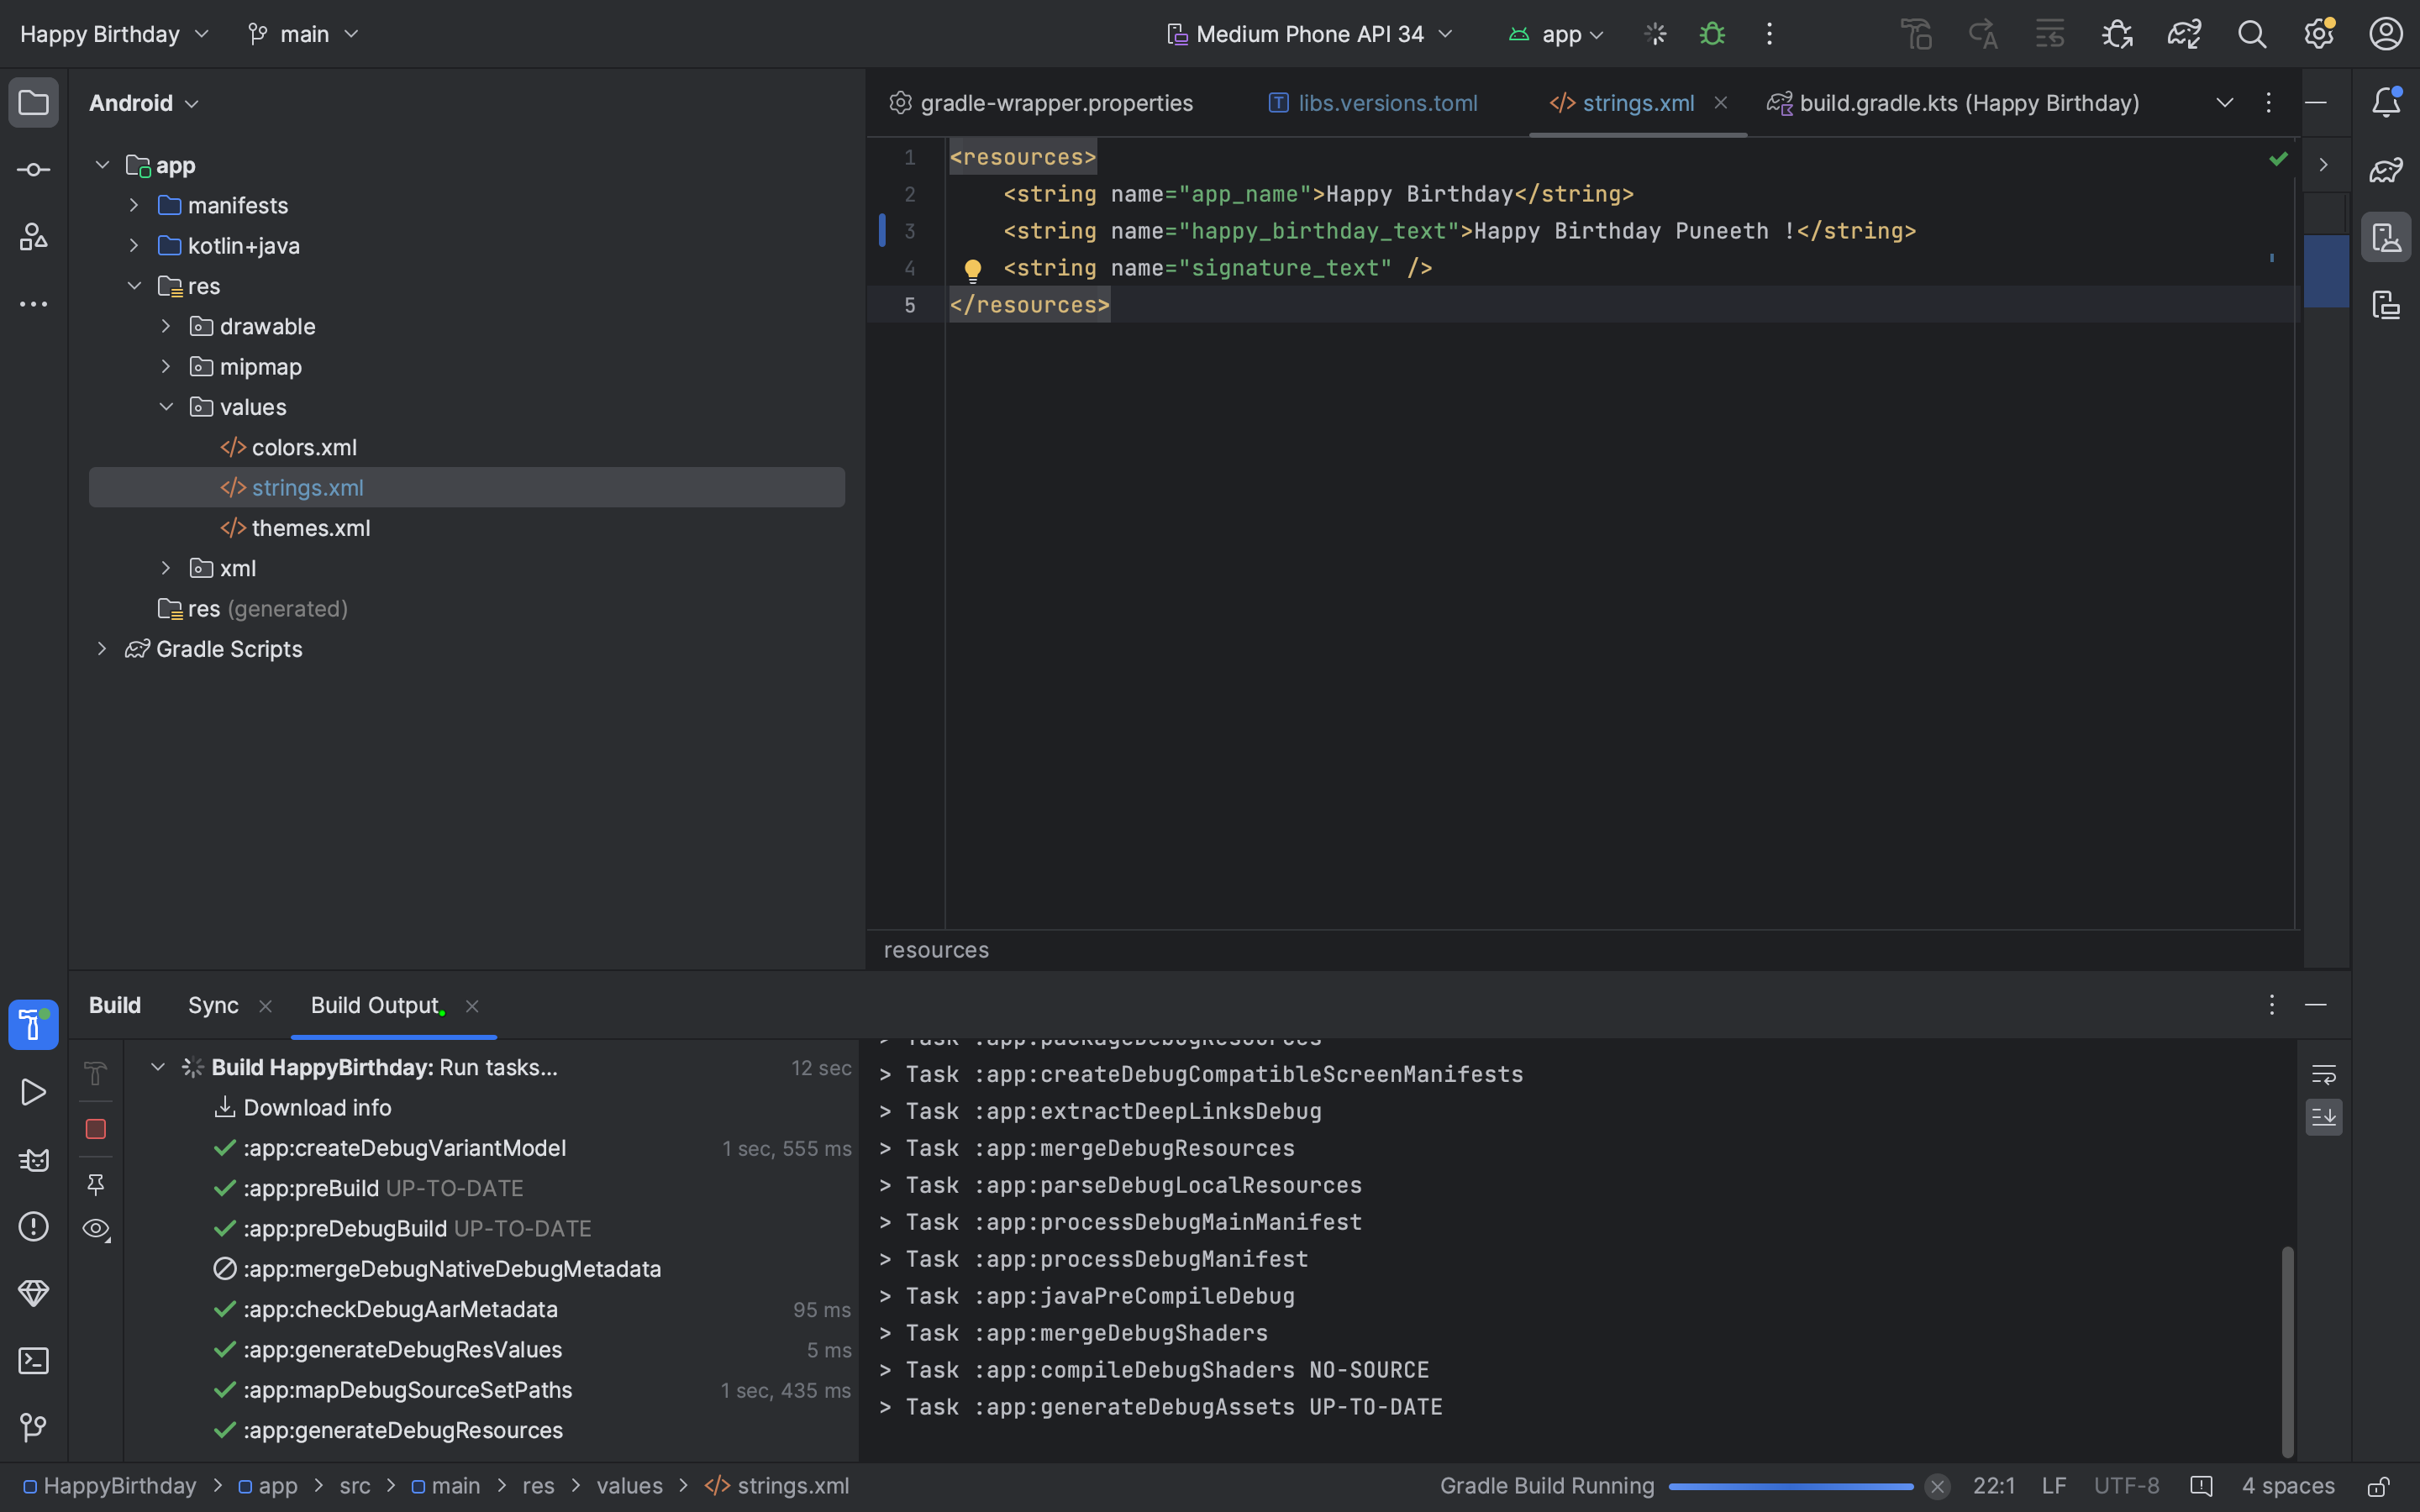 Happy Birthday
main
Medium Phone API 34
app
Android
app
manifests
kotlin+java
res
drawable
mipmap
values
colors.xml
strings.xml
themes.xml
xml
res (generated)
Gradle Scripts
gradle-wrapper.properties
libs.versions.toml
strings.xml
build.gradle.kts (Happy Birthday)
1 <resources>
2 <string name="app_name">Happy Birthday</string>
3 <string name="happy_birthday_text">Happy Birthday Puneeth !</string>
4 <string name="signature_text" />
5 </resources>
resources
Build
Sync
Build Output
Build HappyBirthday: Run tasks... 12 sec
Download info
:app:createDebugVariantModel 1 sec, 555 ms
:app:preBuild UP-TO-DATE
:app:preDebugBuild UP-TO-DATE
:app:mergeDebugNativeDebugMetadata
:app:checkDebugAarMetadata 95 ms
:app:generateDebugResValues 5 ms
:app:mapDebugSourceSetPaths 1 sec, 435 ms
:app:generateDebugResources
> Task :app:packageDebugResources
> Task :app:createDebugCompatibleScreenManifests
> Task :app:extractDeepLinksDebug
> Task :app:mergeDebugResources
> Task :app:parseDebugLocalResources
> Task :app:processDebugMainManifest
> Task :app:processDebugManifest
> Task :app:javaPreCompileDebug
> Task :app:mergeDebugShaders
> Task :app:compileDebugShaders NO-SOURCE
> Task :app:generateDebugAssets UP-TO-DATE
HappyBirthday > app > src > main > res > values > strings.xml
Gradle Build Running
22:1
LF
UTF-8
4 spaces